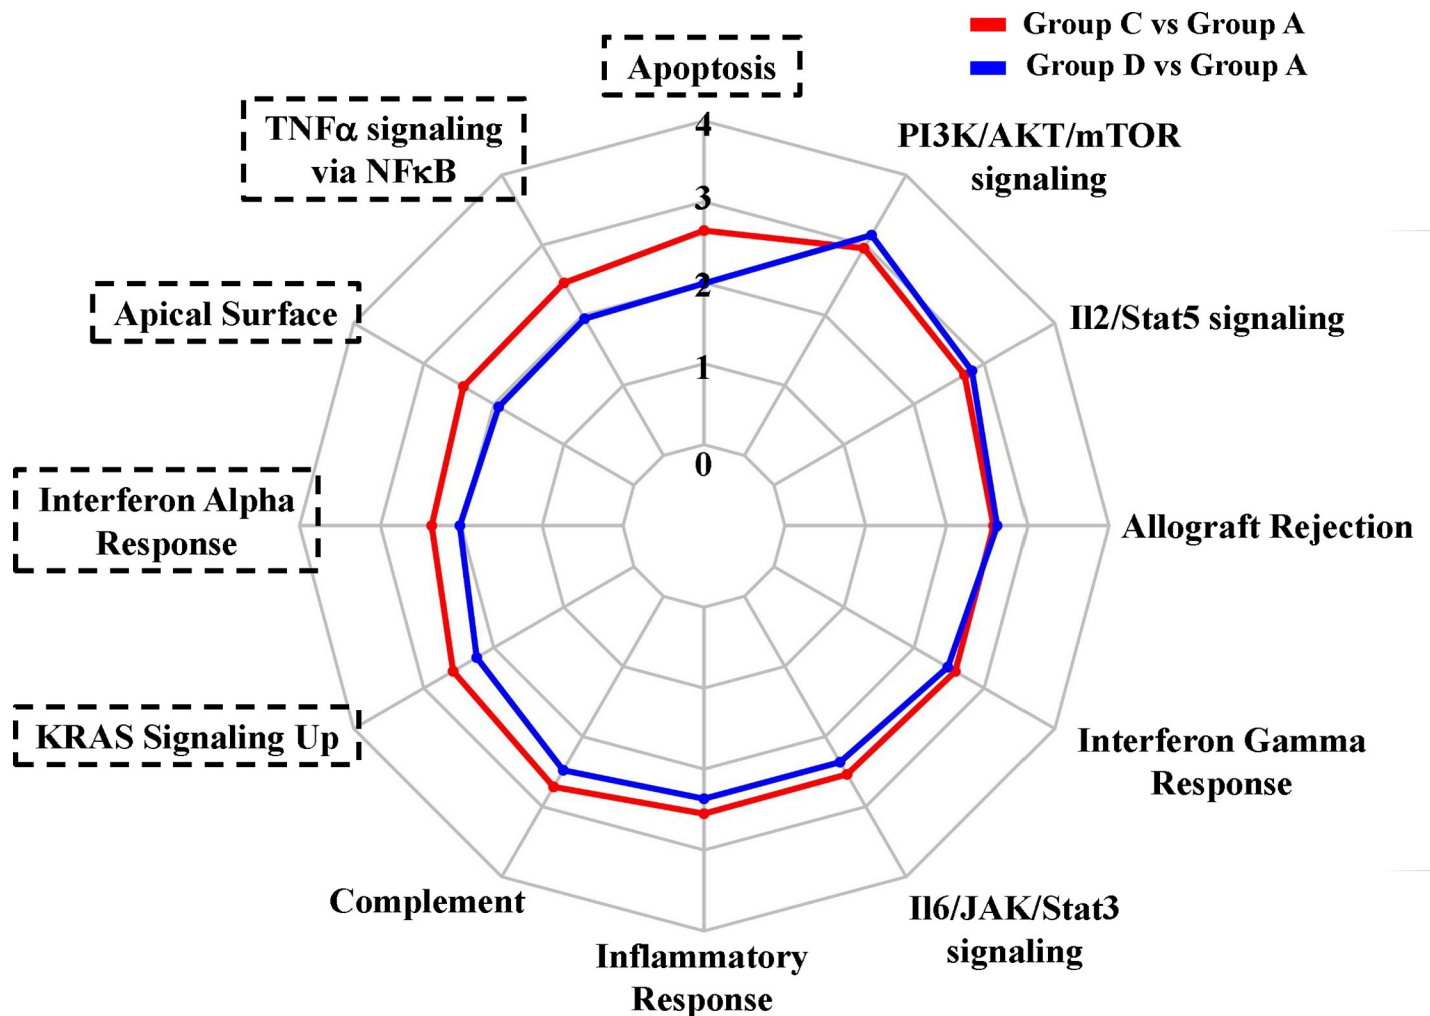 Group C vs Group A
Group D vs Group A
Apoptosis
TNFα signaling
via NFκB
PI3K/AKT/mTOR
signaling
Apical Surface
Il2/Stat5 signaling
Interferon Alpha
Response
Allograft Rejection
KRAS Signaling Up
Interferon Gamma
Response
Complement
Il6/JAK/Stat3
signaling
Inflammatory
Response
4
3
2
1
0